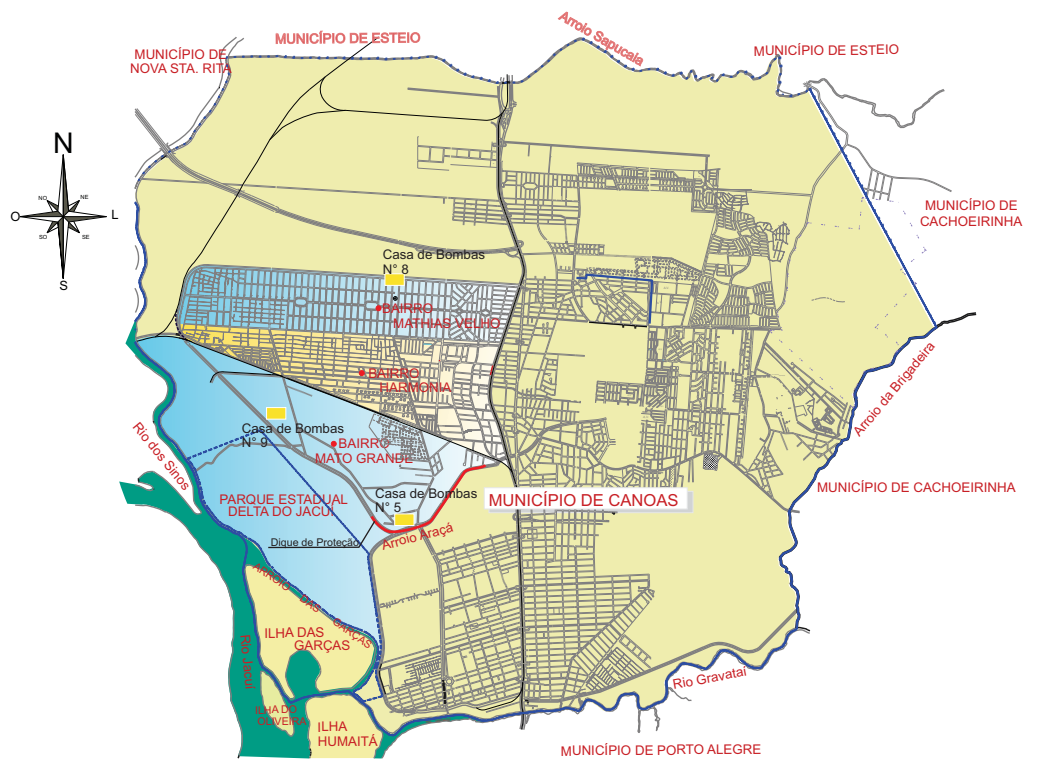 MUNICÍPIO DE ESTEIO
Arroio Sapucaia
MUNICÍPIO DE ESTEIO
MUNICÍPIO DE
NOVA STA. RITA
N
NO
NE
O
L
SO
SE
S
MUNICÍPIO DE
CACHOEIRINHA
Casa de Bombas
N° 8
BAIRRO
MATHIAS VELHO
BAIRRO
HARMONIA
Arroio da Brigadeira
Casa de Bombas
N° 9
BAIRRO
MATO GRANDE
Rio dos Sinos
PARQUE ESTADUAL
DELTA DO JACUÍ
Casa de Bombas
N° 5
MUNICÍPIO DE CANOAS
MUNICÍPIO DE CACHOEIRINHA
Arroio Araçá
Dique de Proteção
ARROIO DAS GARÇAS
ILHA DAS
GARÇAS
Rio Jacuí
Rio Gravataí
ILHA DO
OLIVEIRA
ILHA
HUMAITÁ
MUNICÍPIO DE PORTO ALEGRE